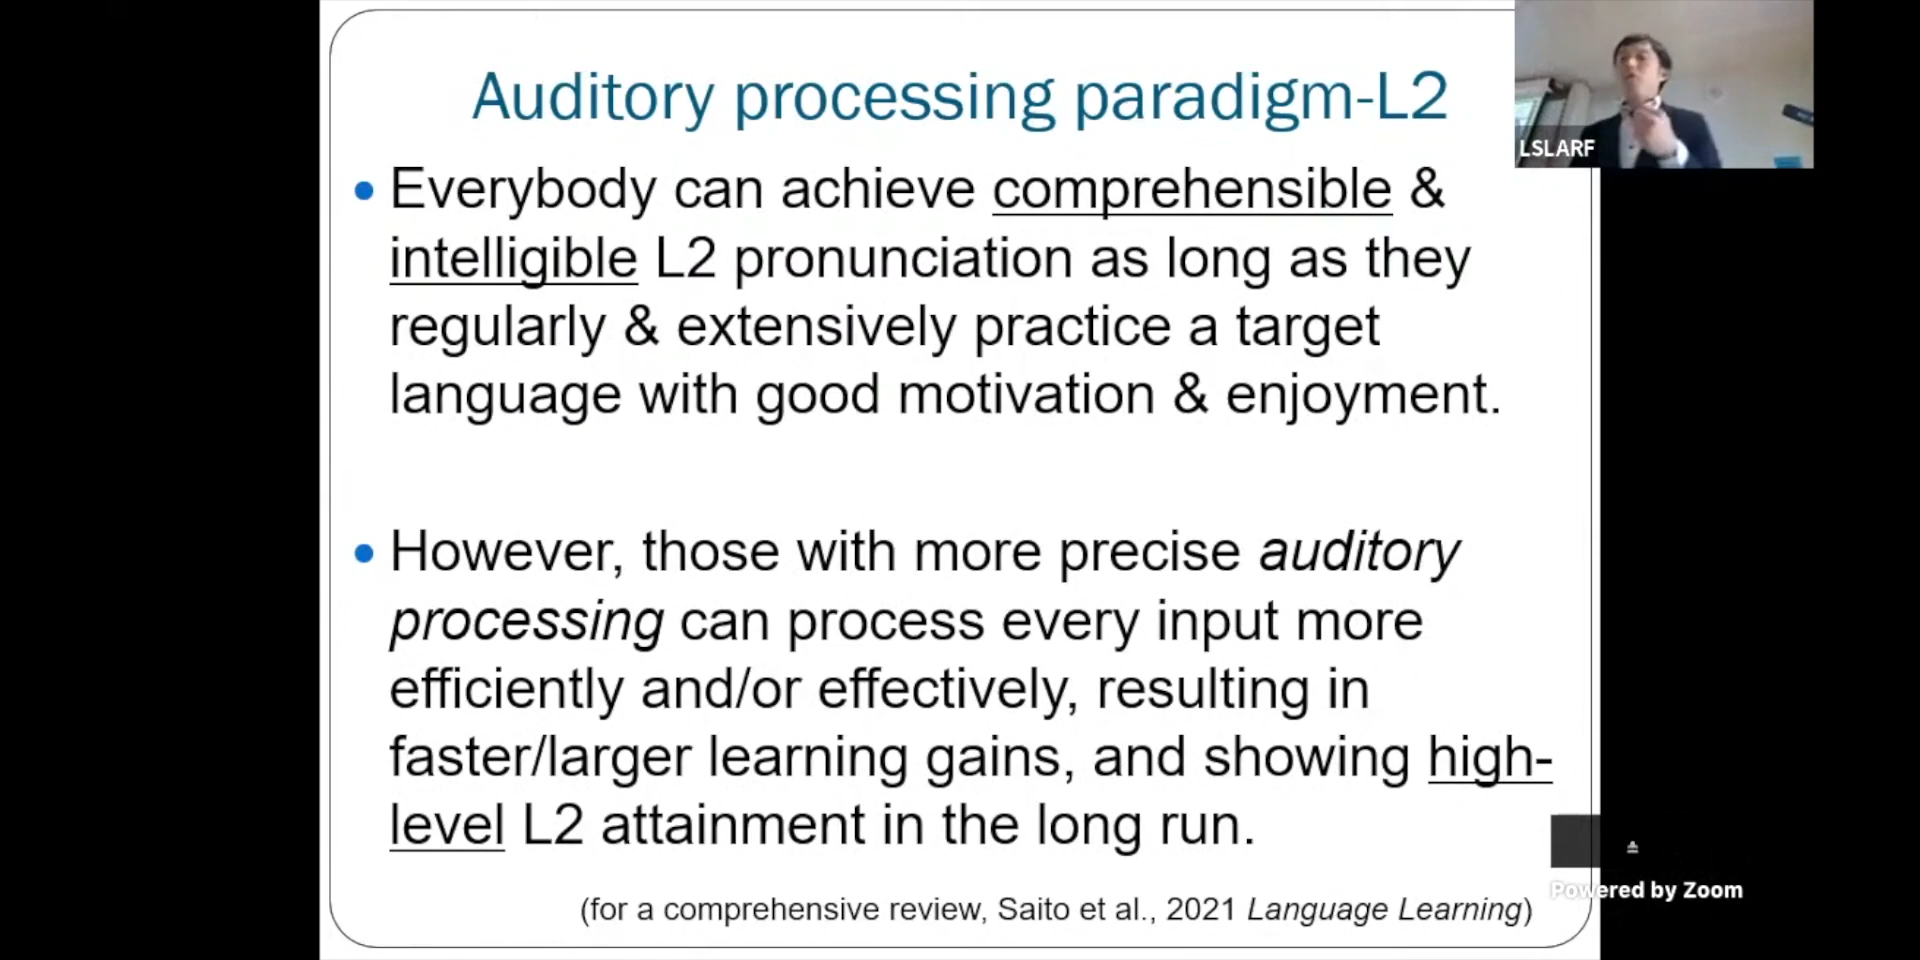 Auditory processing paradigm-L2
LSLARF
• Everybody can achieve comprehensible &
intelligible L2 pronunciation as long as they
regularly & extensively practice a target
language with good motivation & enjoyment.
• However, those with more precise auditory
processing can process every input more
efficiently and/or effectively, resulting in
faster/larger learning gains, and showing high-
level L2 attainment in the long run.
(for a comprehensive review, Saito et al., 2021 Language Learning)
Powered by Zoom